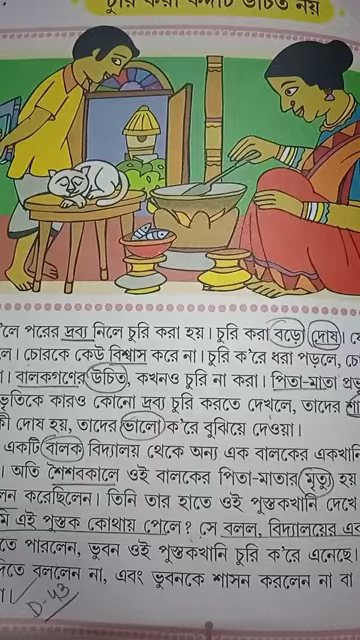 চুরি করা কদাচ উচিত নয়
'লে পরের দ্রব্য নিলে চুরি করা হয়। চুরি করা বড়ো দোষ।
লে। চোরকে কেউ বিশ্বাস করে না। চুরি ক'রে ধরা পড়লে,
। বালকগণের উচিত, কখনও চুরি না করা। পিতা-মাতা
ভৃতিকে কারও কোনো দ্রব্য চুরি করতে দেখলে, তাদের
কী দোষ হয়, তাদের ভালো ক'রে বুঝিয়ে দেওয়া।
একটি বালক বিদ্যালয় থেকে অন্য এক বালকের একখানি
। অতি শৈশবকালে ওই বালকের পিতা-মাতার মৃত্যু হয়
লন করেছিলেন। তিনি তার হাতে ওই পুস্তকখানি দেখে
মি এই পুস্তক কোথায় পেলে? সে বলল, বিদ্যালয়ের
তে পারলেন, ভুবন ওই পুস্তকখানি চুরি ক'রে এনেছে।
দিতে বললেন না, এবং ভুবনকে শাসন করলেন না বা
D-43